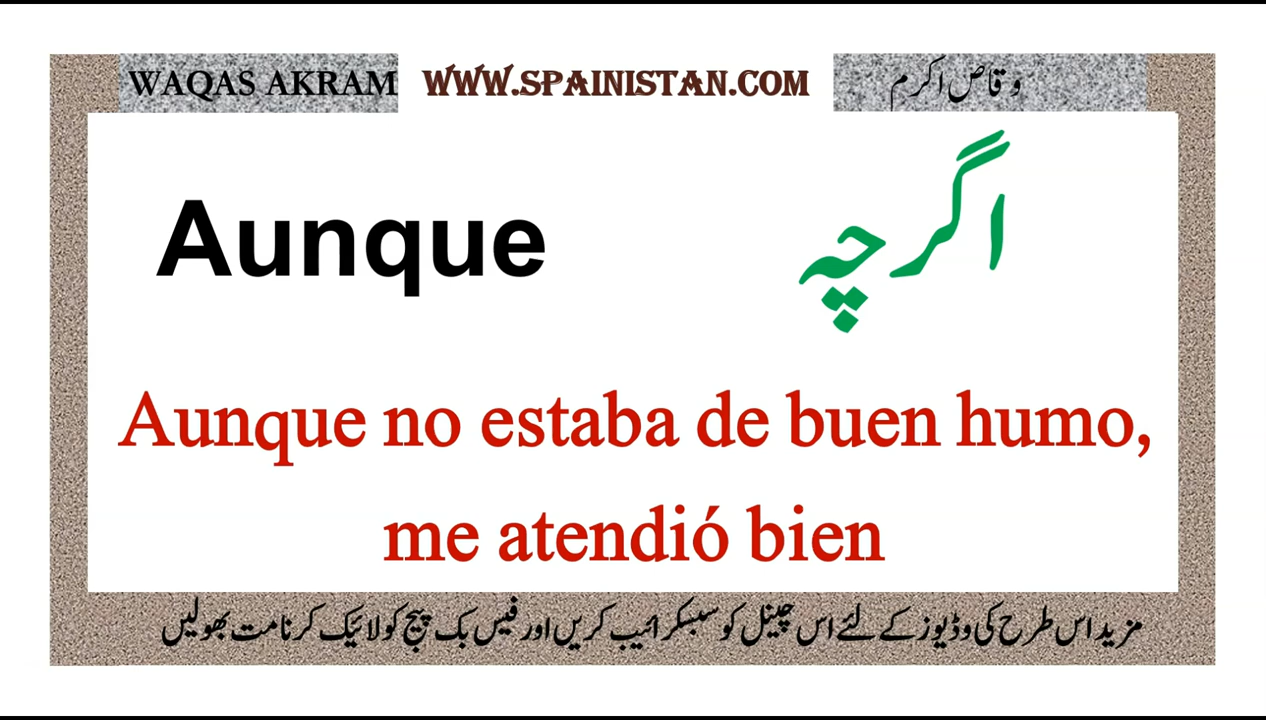 WAQAS AKRAM WWW.SPAINISTAN.COM وقاص اکرم
Aunque اگرچہ
Aunque no estaba de buen humo,
me atendió bien
مزید اس طرح کی وڈیوز کے لئے اس چینل کو سبسکرائیب کریں اور فیس بک پیج کو لائیک کرنا مت بھولیں